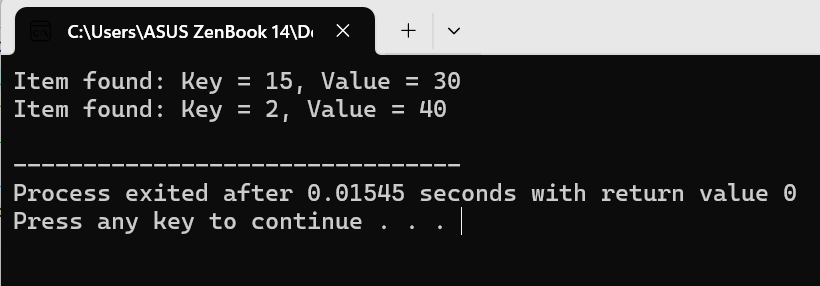 C:\Users\ASUS ZenBook 14\De
Item found: Key = 15, Value = 30
Item found: Key = 2, Value = 40
--------------------------------
Process exited after 0.01545 seconds with return value 0
Press any key to continue . . .